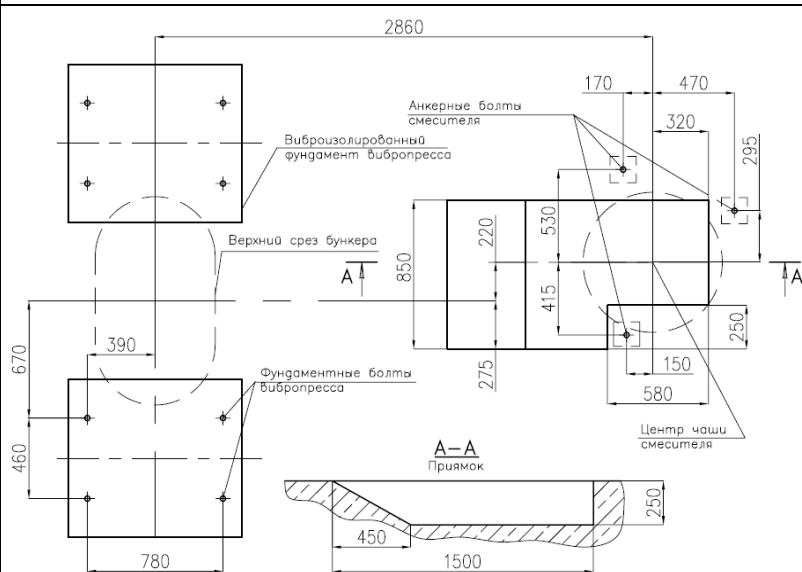 2860
170
470
Анкерные болты
смесителя
320
Виброизолированный
фундамент вибропресса
295
530
220
Верхний срез бункера
А
850
А
415
670
390
275
150
250
580
Фундаментные болты
вибропресса
460
А–А
Приямок
Центр чаши
смесителя
250
450
780
1500